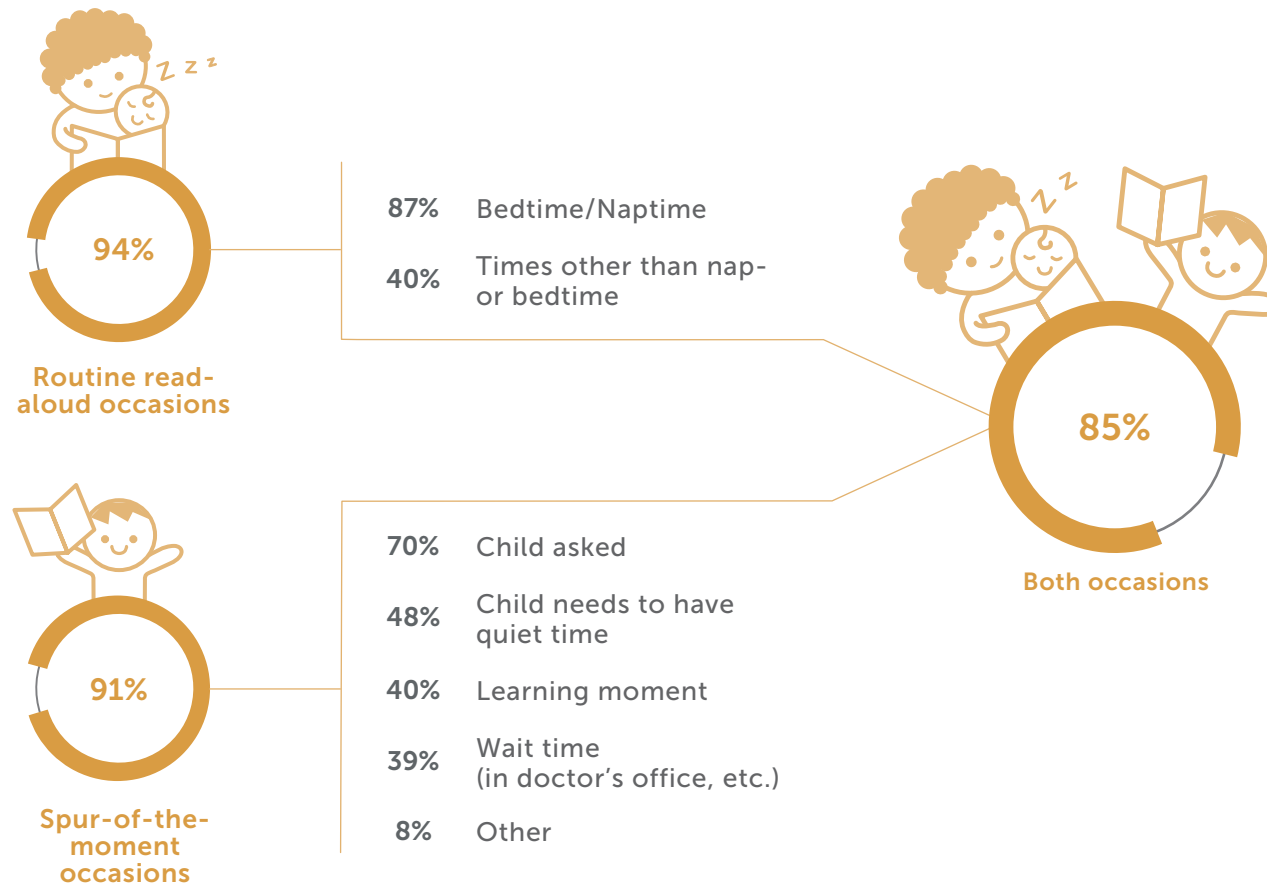 Z z z
94%
Routine read-
aloud occasions
87% Bedtime/Naptime
40% Times other than nap-
or bedtime
91%
Spur-of-the-
moment
occasions
70% Child asked
48% Child needs to have
quiet time
40% Learning moment
39% Wait time
(in doctor’s office, etc.)
8% Other
Z z
85%
Both occasions